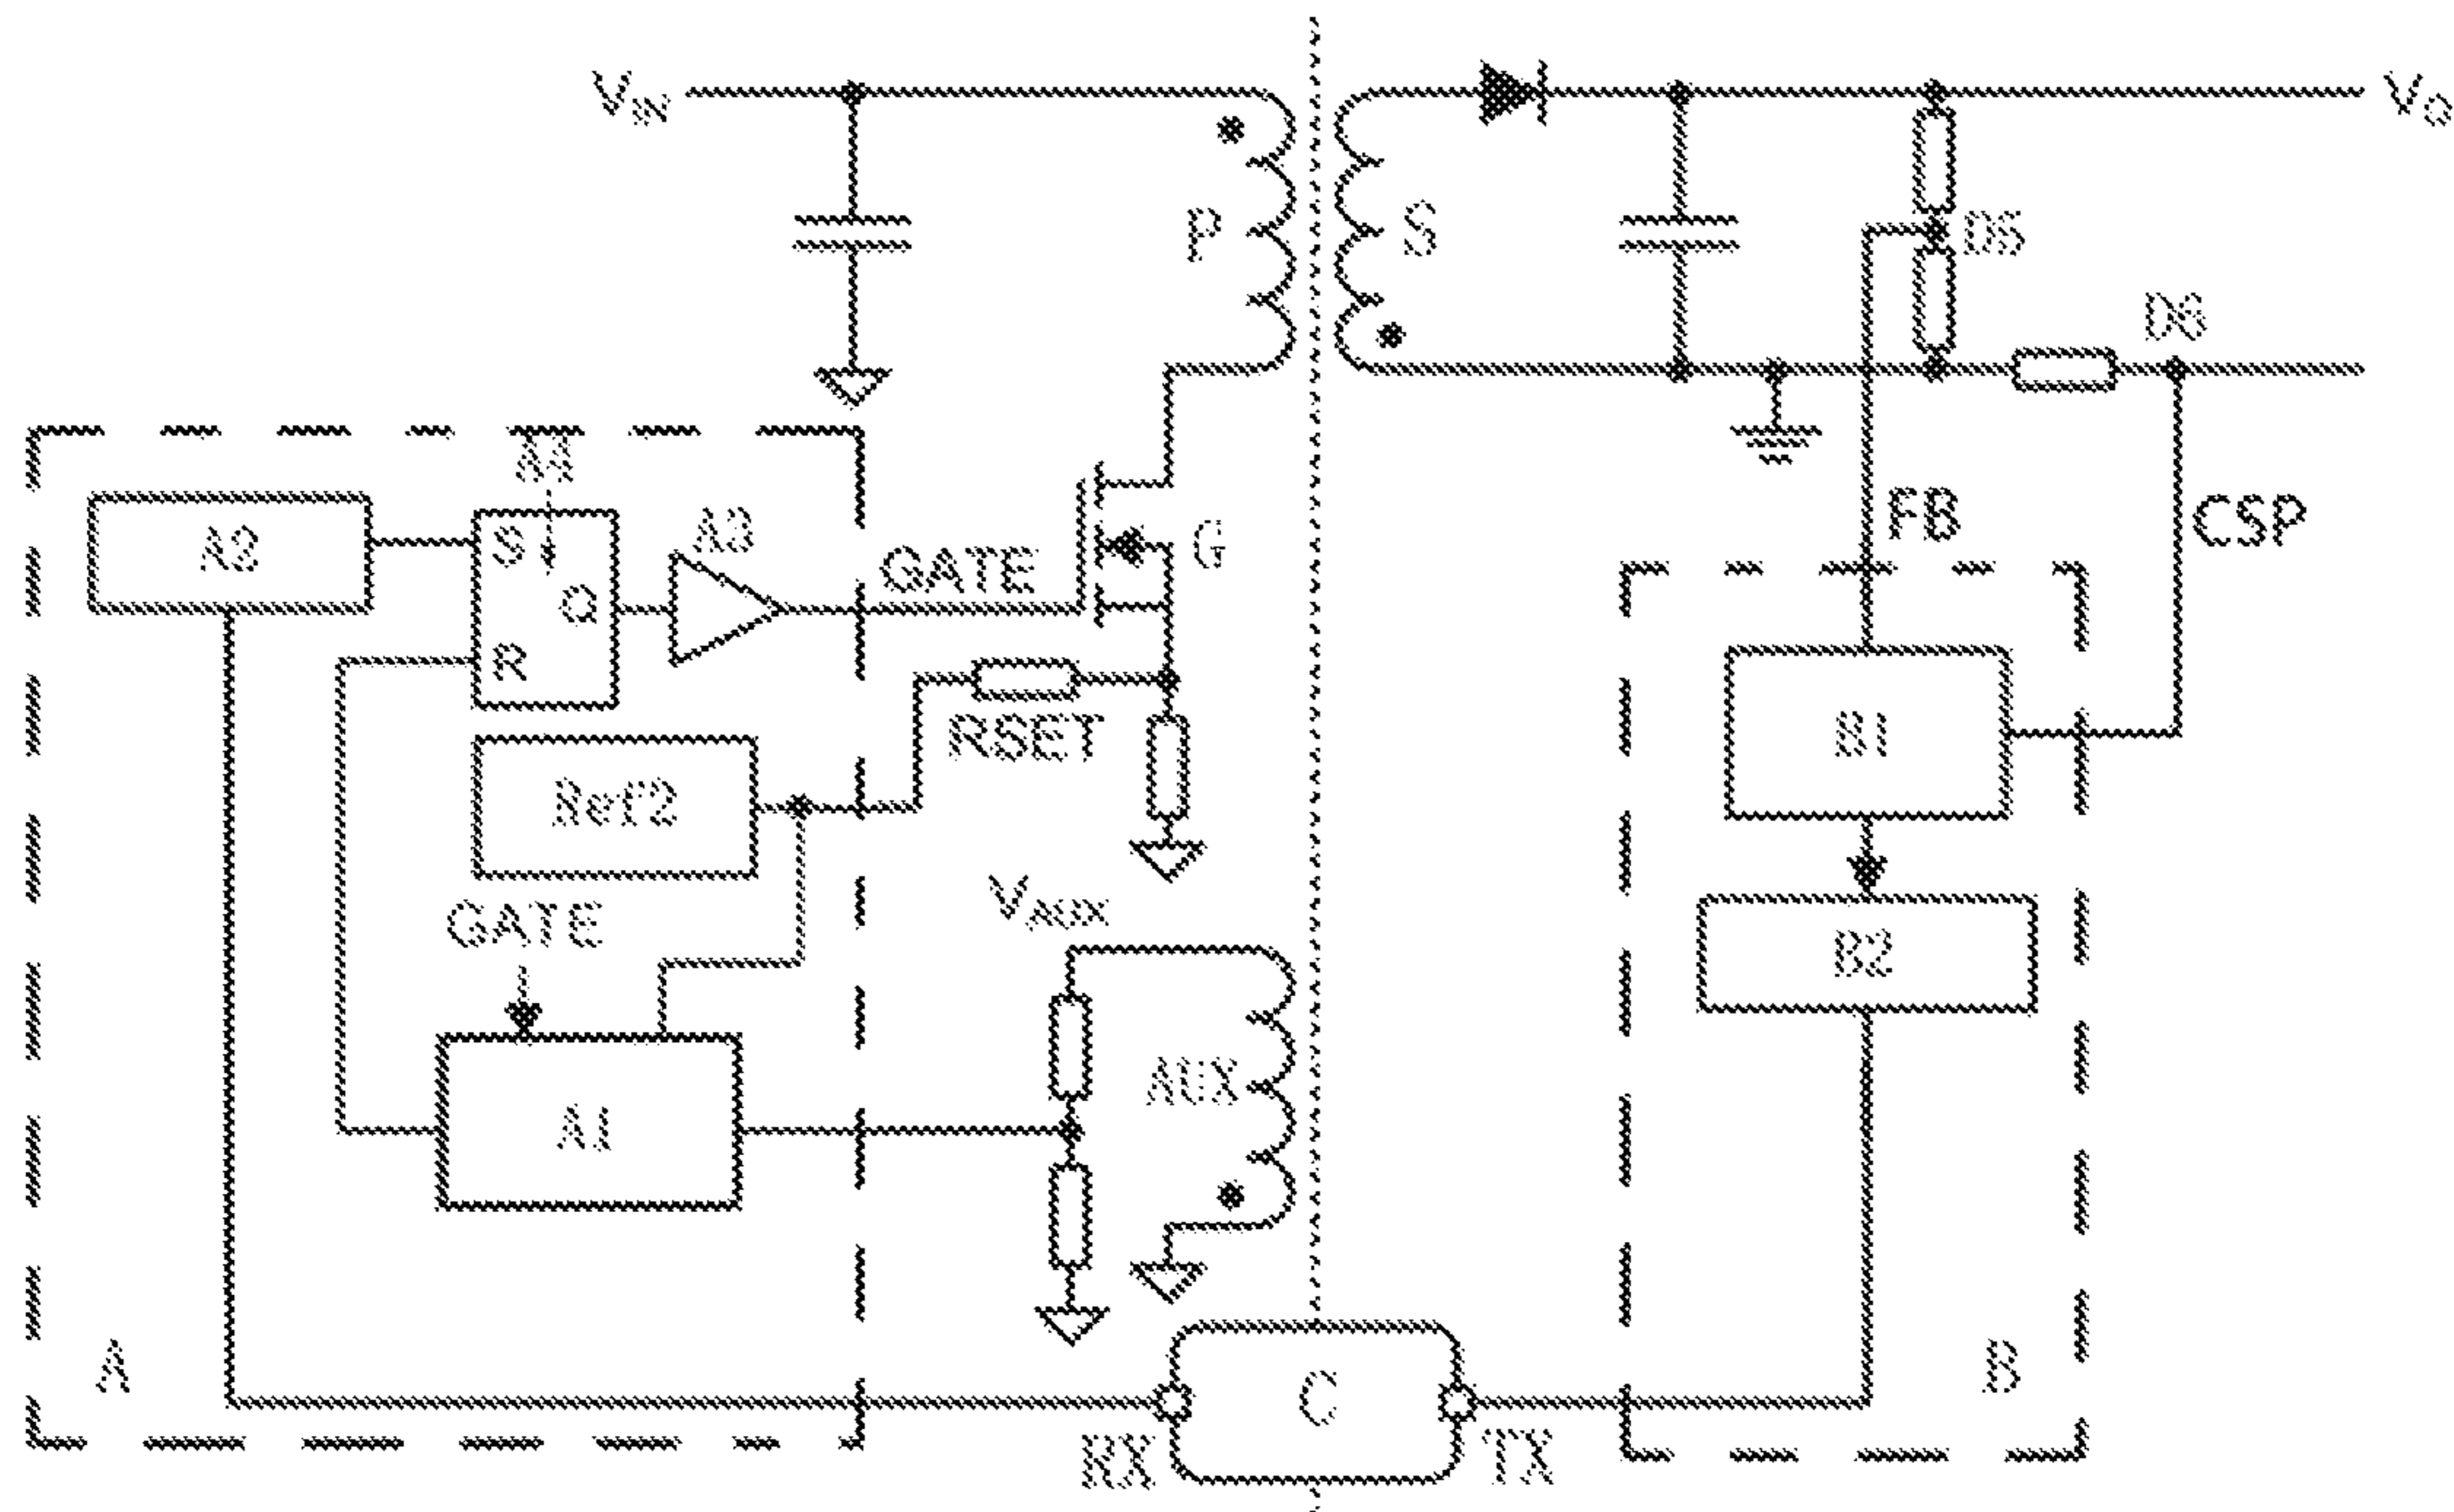 VIN
VO
P
S
D5
D6
A4
A2
S
Q
R
A3
GATE
G
FB
CSP
RSET
Ref2
B1
VAUX
GATE
B2
AUX
A1
A
C
B
RX
TX